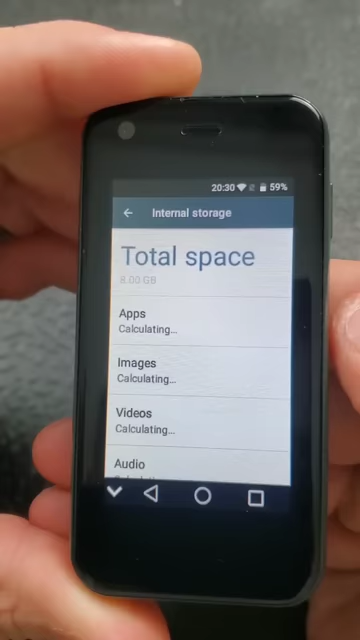 20:30 59%
Internal storage
Total space
8.00 GB
Apps
Calculating...
Images
Calculating...
Videos
Calculating...
Audio